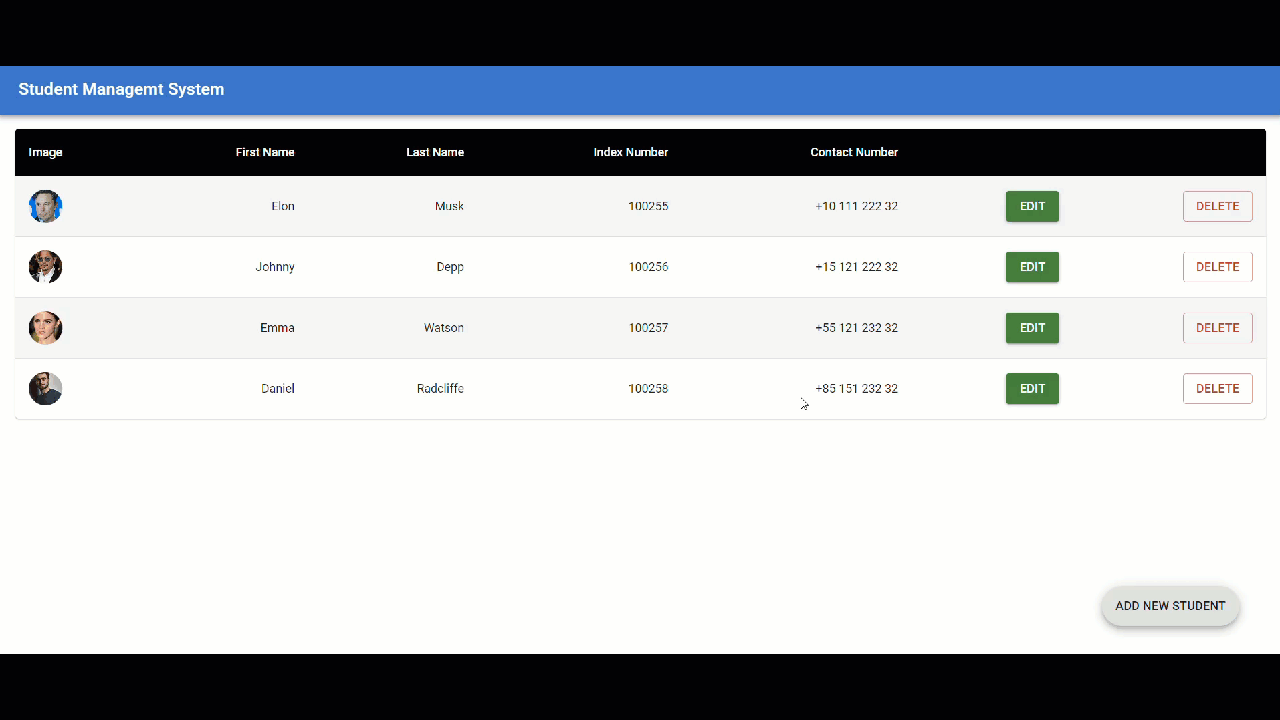 Student Managemt System
Image First Name Last Name Index Number Contact Number
Elon Musk 100255 +10 111 222 32 EDIT DELETE
Johnny Depp 100256 +15 121 222 32 EDIT DELETE
Emma Watson 100257 +55 121 232 32 EDIT DELETE
Daniel Radcliffe 100258 +85 151 232 32 EDIT DELETE
ADD NEW STUDENT